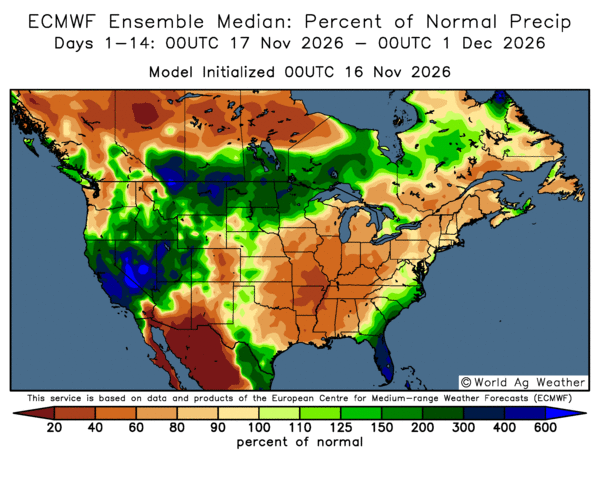 ECMWF Ensemble Median: Percent of Normal Precip
Days 1-14: 00UTC 17 Nov 2026 - 00UTC 1 Dec 2026
Model Initialized 00UTC 16 Nov 2026
© World Ag Weather
This service is based on data and products of the European Centre for Medium-range Weather Forecasts (ECMWF)
20 40 60 80 90 100 110 125 150 200 300 400 600
percent of normal